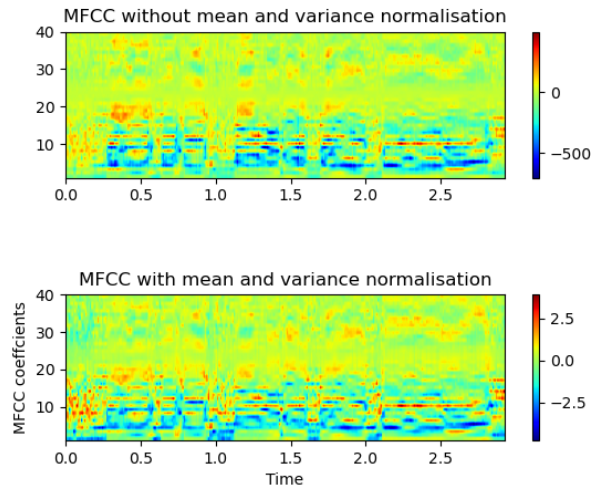 MFCC without mean and variance normalisation
40
30
20
10
0.0 0.5 1.0 1.5 2.0 2.5
0
−500
MFCC with mean and variance normalisation
MFCC coeffcients
40
30
20
10
0.0 0.5 1.0 1.5 2.0 2.5
Time
2.5
0.0
−2.5